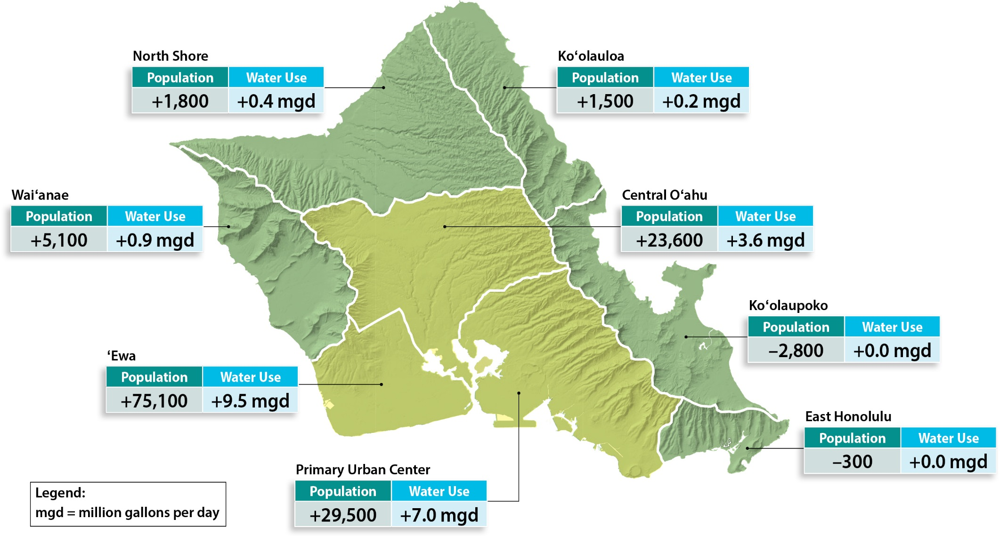 North Shore
Population Water Use
+1,800 +0.4 mgd
Koʻolauloa
Population Water Use
+1,500 +0.2 mgd
Waiʻanae
Population Water Use
+5,100 +0.9 mgd
Central Oʻahu
Population Water Use
+23,600 +3.6 mgd
Koʻolaupoko
Population Water Use
–2,800 +0.0 mgd
ʻEwa
Population Water Use
+75,100 +9.5 mgd
East Honolulu
Population Water Use
–300 +0.0 mgd
Primary Urban Center
Population Water Use
+29,500 +7.0 mgd
Legend:
mgd = million gallons per day